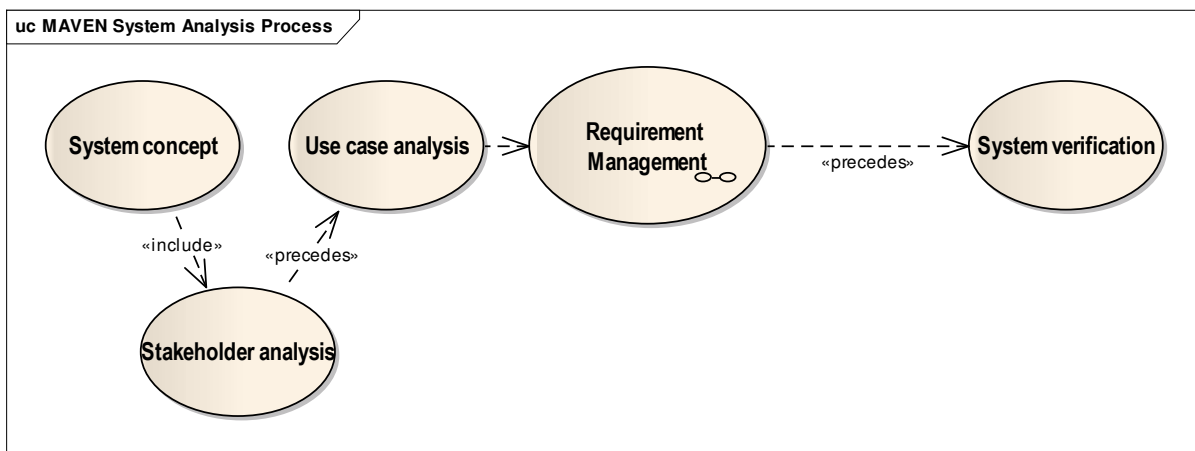 uc MAVEN System Analysis Process
System concept
Use case analysis
Requirement
Management
System verification
«precedes»
«include»
«precedes»
Stakeholder analysis